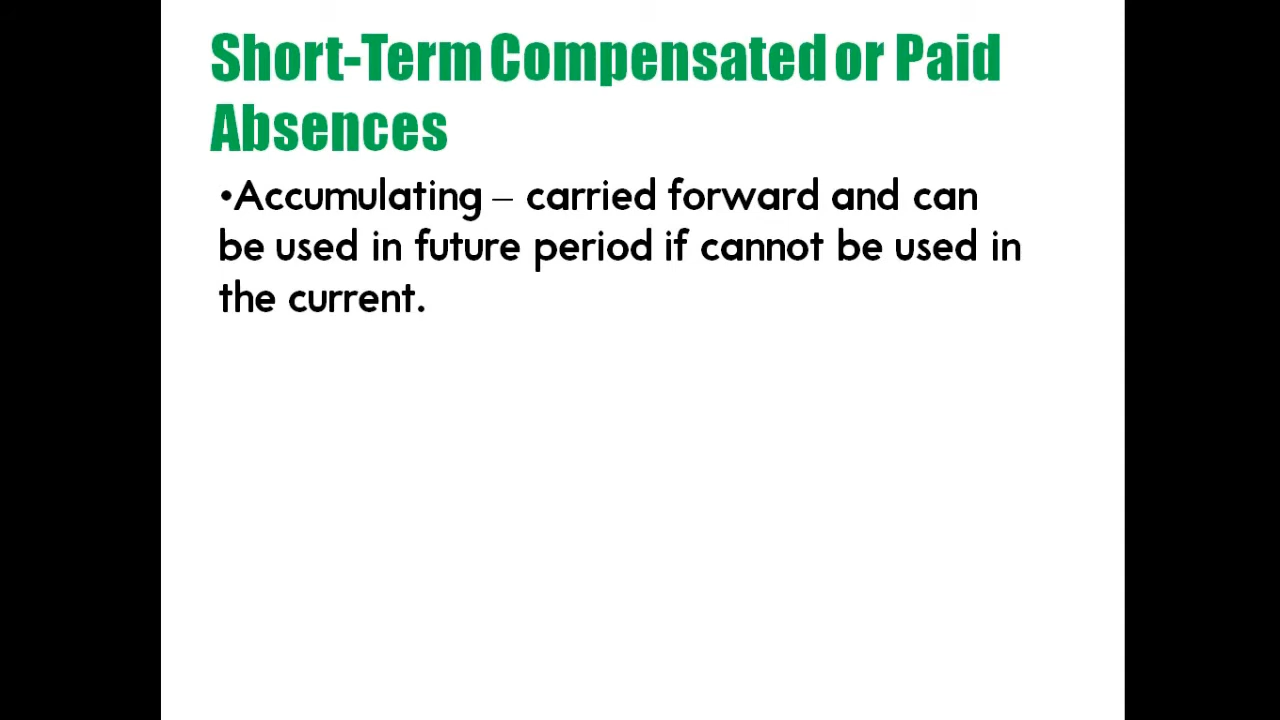 Short-Term Compensated or Paid
Absences
•Accumulating – carried forward and can
be used in future period if cannot be used in
the current.